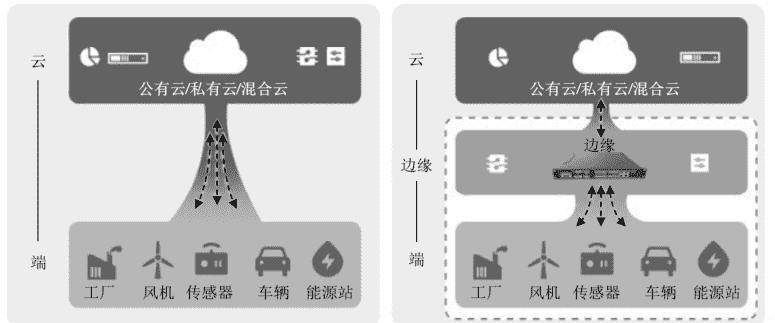 云
公有云/私有云/混合云
端
工厂
风机
传感器
车辆
能源站
云
公有云/私有云/混合云
边缘
边缘
端
工厂
风机
传感器
车辆
能源站